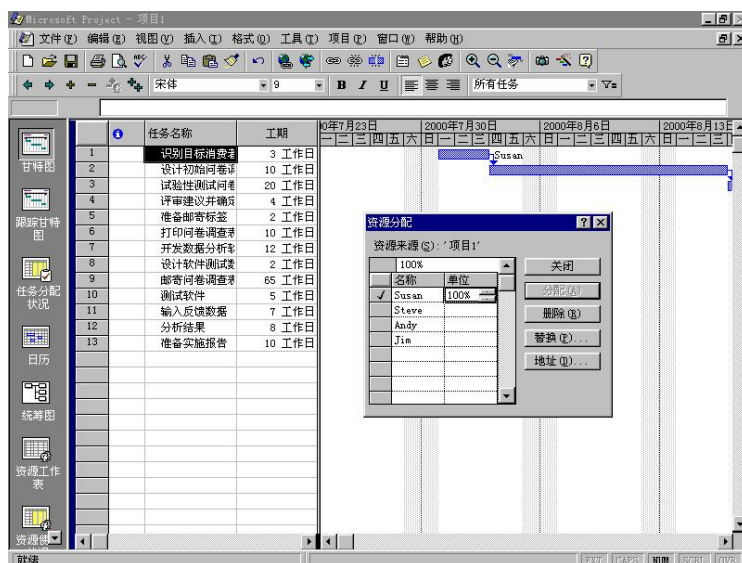 Microsoft Project - 项目1
文件(F) 编辑(E) 视图(V) 插入(I) 格式(O) 工具(T) 项目(P) 窗口(W) 帮助(H)
宋体 9 B I U 所有任务
任务名称 工期
0年7月23日 2000年7月30日 2000年8月6日 2000年8月13日
一 二 三 四 五 六 日 一 二 三 四 五 六 日 一 二 三 四 五 六 日 一 二 三
甘特图
跟踪甘特图
任务分配状况
日历
统筹图
资源工作表
资源使
1 识别目标消费者 3 工作日
2 设计初始问卷调 10 工作日
3 试验性测试问卷 20 工作日
4 评审建议并确定 4 工作日
5 准备邮寄标签 2 工作日
6 打印问卷调查表 10 工作日
7 开发数据分析软 12 工作日
8 设计软件测试数 2 工作日
9 邮寄问卷调查表 65 工作日
10 测试软件 5 工作日
11 输入反馈数据 7 工作日
12 分析结果 8 工作日
13 准备实施报告 10 工作日
Susan
资源分配
资源来源(S): '项目1'
100%
名称 单位
Susan 100%
Steve
Andy
Jim
关闭
分配(A)
删除(R)
替换(P)...
地址(D)...
就绪
EXT CAPS NUM SCRL OVR